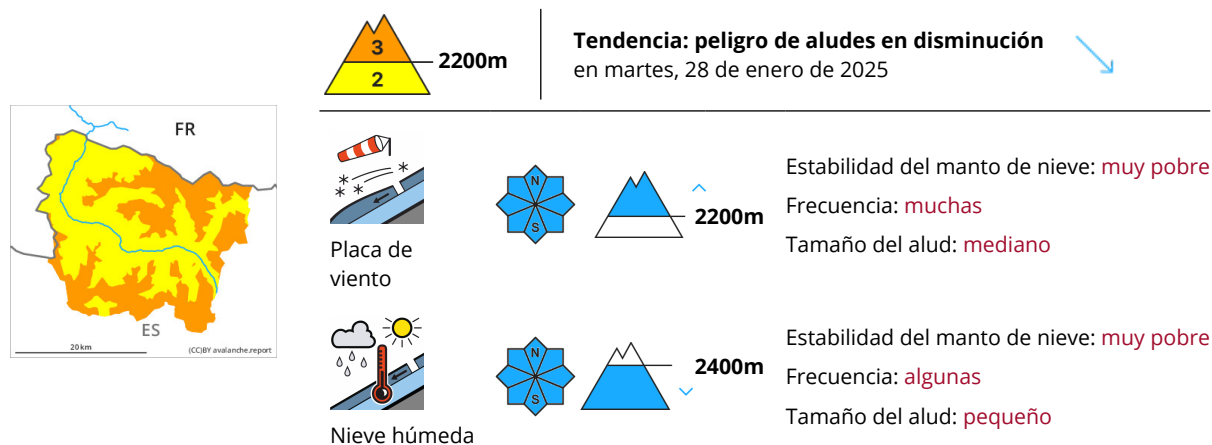 3
2
2200m
Tendencia: peligro de aludes en disminución
en martes, 28 de enero de 2025
FR
ES
20 km
(CC)BY avalanche.report
N
S
2200m
Placa de
viento
Estabilidad del manto de nieve: muy pobre
Frecuencia: muchas
Tamaño del alud: mediano
N
S
2400m
Nieve húmeda
Estabilidad del manto de nieve: muy pobre
Frecuencia: algunas
Tamaño del alud: pequeño